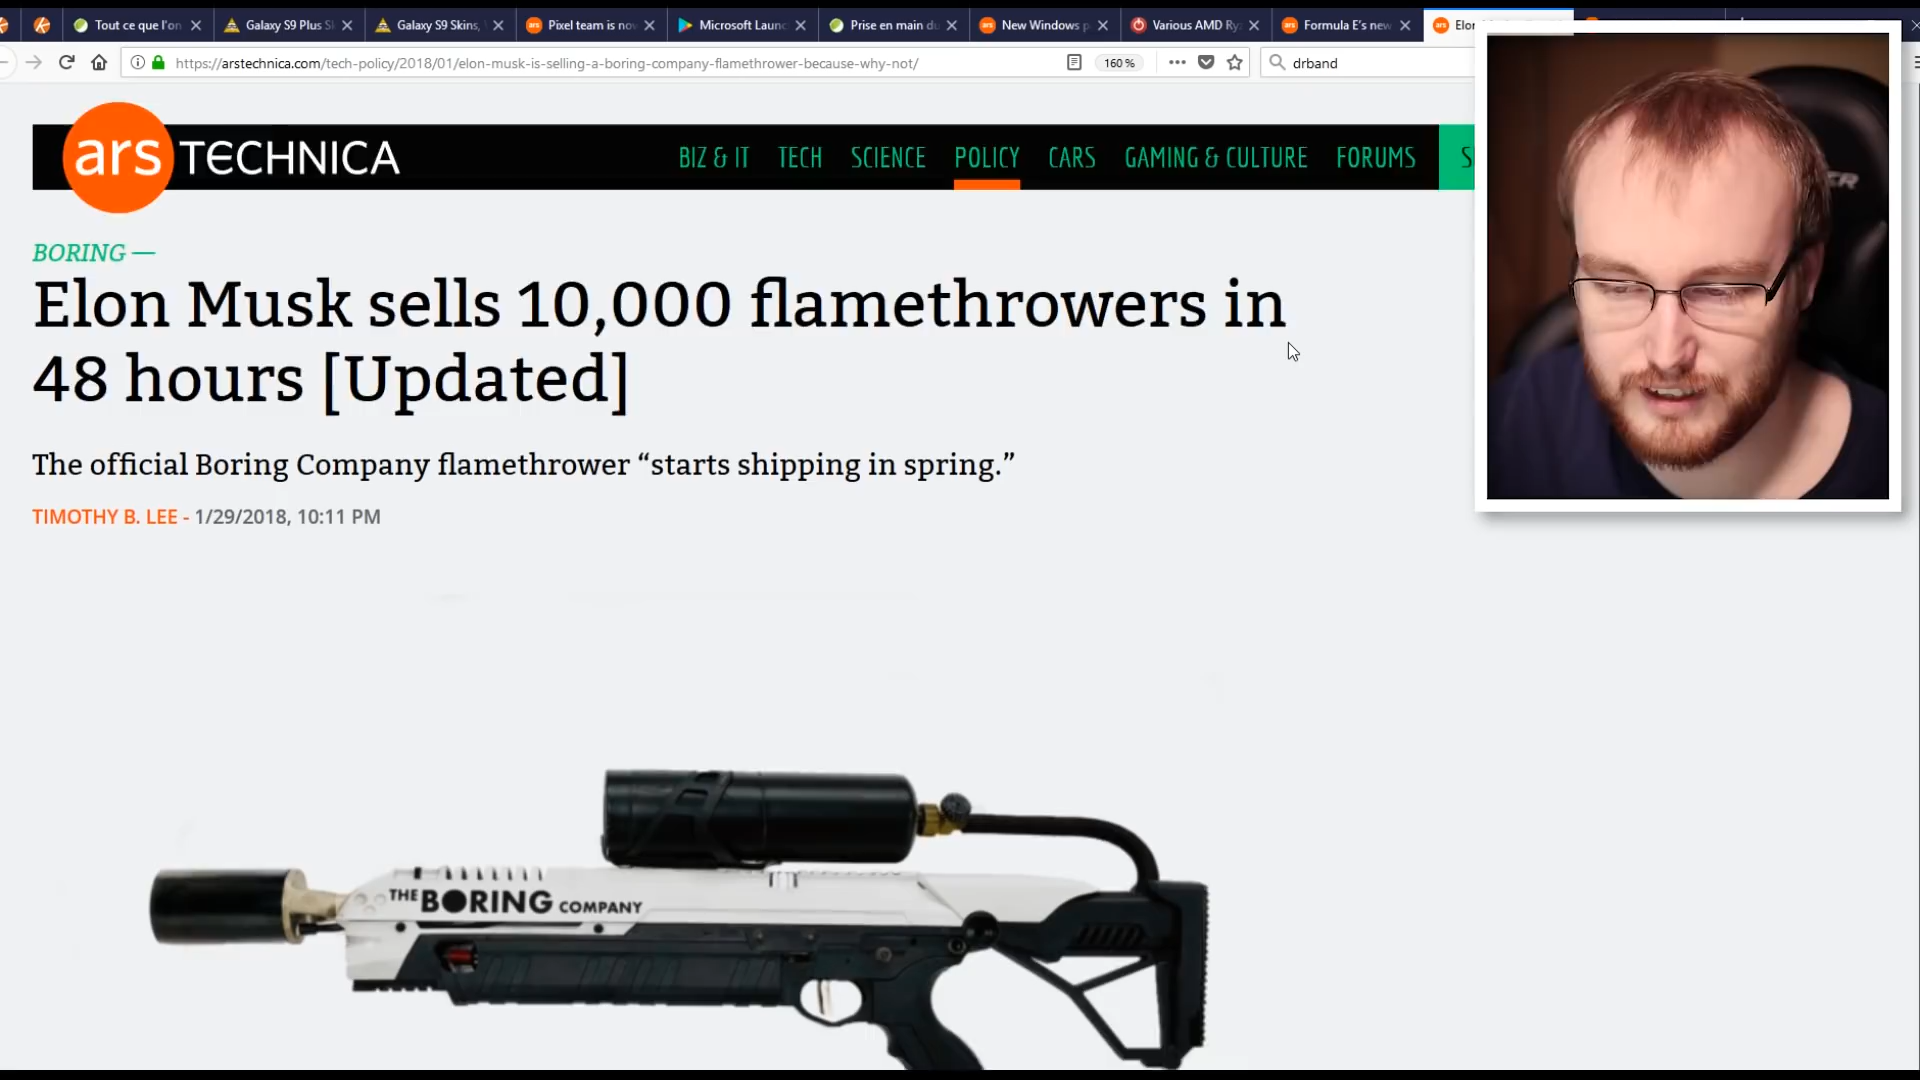 Tout ce que l'on
Galaxy S9 Plus S
Galaxy S9 Skins,
Pixel team is now
Microsoft Launc
Prise en main du
New Windows p
Various AMD Ry
Formula E's new
Elon
https://arstechnica.com/tech-policy/2018/01/elon-musk-is-selling-a-boring-company-flamethrower-because-why-not/
160 %
drband
ars TECHNICA
BIZ & IT TECH SCIENCE POLICY CARS GAMING & CULTURE FORUMS S
BORING —
Elon Musk sells 10,000 flamethrowers in
48 hours [Updated]
The official Boring Company flamethrower “starts shipping in spring.”
TIMOTHY B. LEE - 1/29/2018, 10:11 PM
THE BORING COMPANY